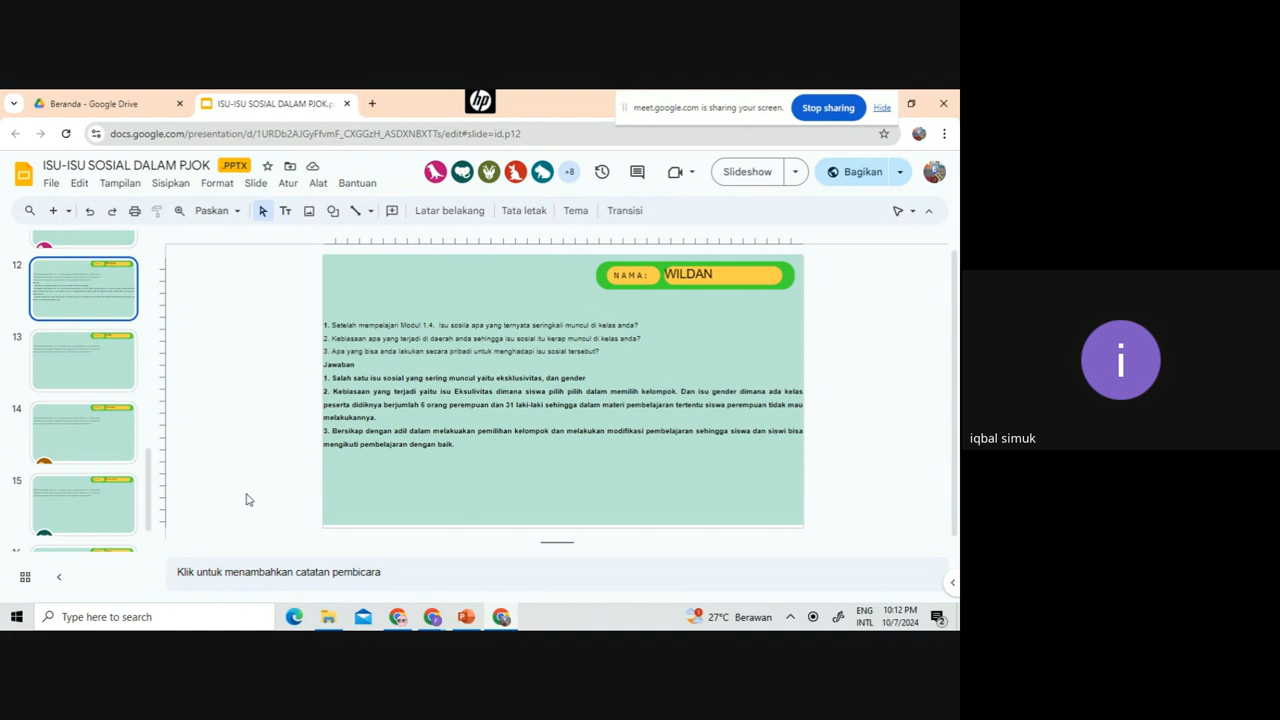 Beranda - Google Drive
ISU-ISU SOSIAL DALAM PJOK.p
hp
meet.google.com is sharing your screen.
Stop sharing
Hide
docs.google.com/presentation/d/1URDb2AJGyFfvmF_CXGGzH_ASDXNBXTTs/edit#slide=id.p12
ISU-ISU SOSIAL DALAM PJOK .PPTX
+8
Slideshow
Bagikan
File Edit Tampilan Sisipkan Format Slide Atur Alat Bantuan
Paskan
Tt
Latar belakang
Tata letak
Tema
Transisi
12
13
14
15
NAMA: WILDAN
1. Setelah mempelajari Modul 1.4. Isu sosila apa yang ternyata seringkali muncul di kelas anda?
2. Kebiasaan apa yang terjadi di daerah anda sehingga isu sosial itu kerap muncul di kelas anda?
3. Apa yang bisa anda lakukan secara pribadi untuk menghadapi isu sosial tersebut?
Jawaban
1. Salah satu isu sosial yang sering muncul yaitu eksklusivitas, dan gender
2. Kebiasaan yang terjadi yaitu isu Eksulivitas dimana siswa pilih pilih dalam memilih kelompok. Dan isu gender dimana ada kelas
peserta didiknya berjumlah 6 orang perempuan dan 31 laki-laki sehingga dalam materi pembelajaran tertentu siswa perempuan tidak mau
melakukannya.
3. Bersikap dengan adil dalam melakuakan pemilihan kelompok dan melakukan modifikasi pembelajaran sehingga siswa dan siswi bisa
mengikuti pembelajaran dengan baik.
Klik untuk menambahkan catatan pembicara
Type here to search
27°C Berawan
ENG
INTL
10:12 PM
10/7/2024
2
i
iqbal simuk